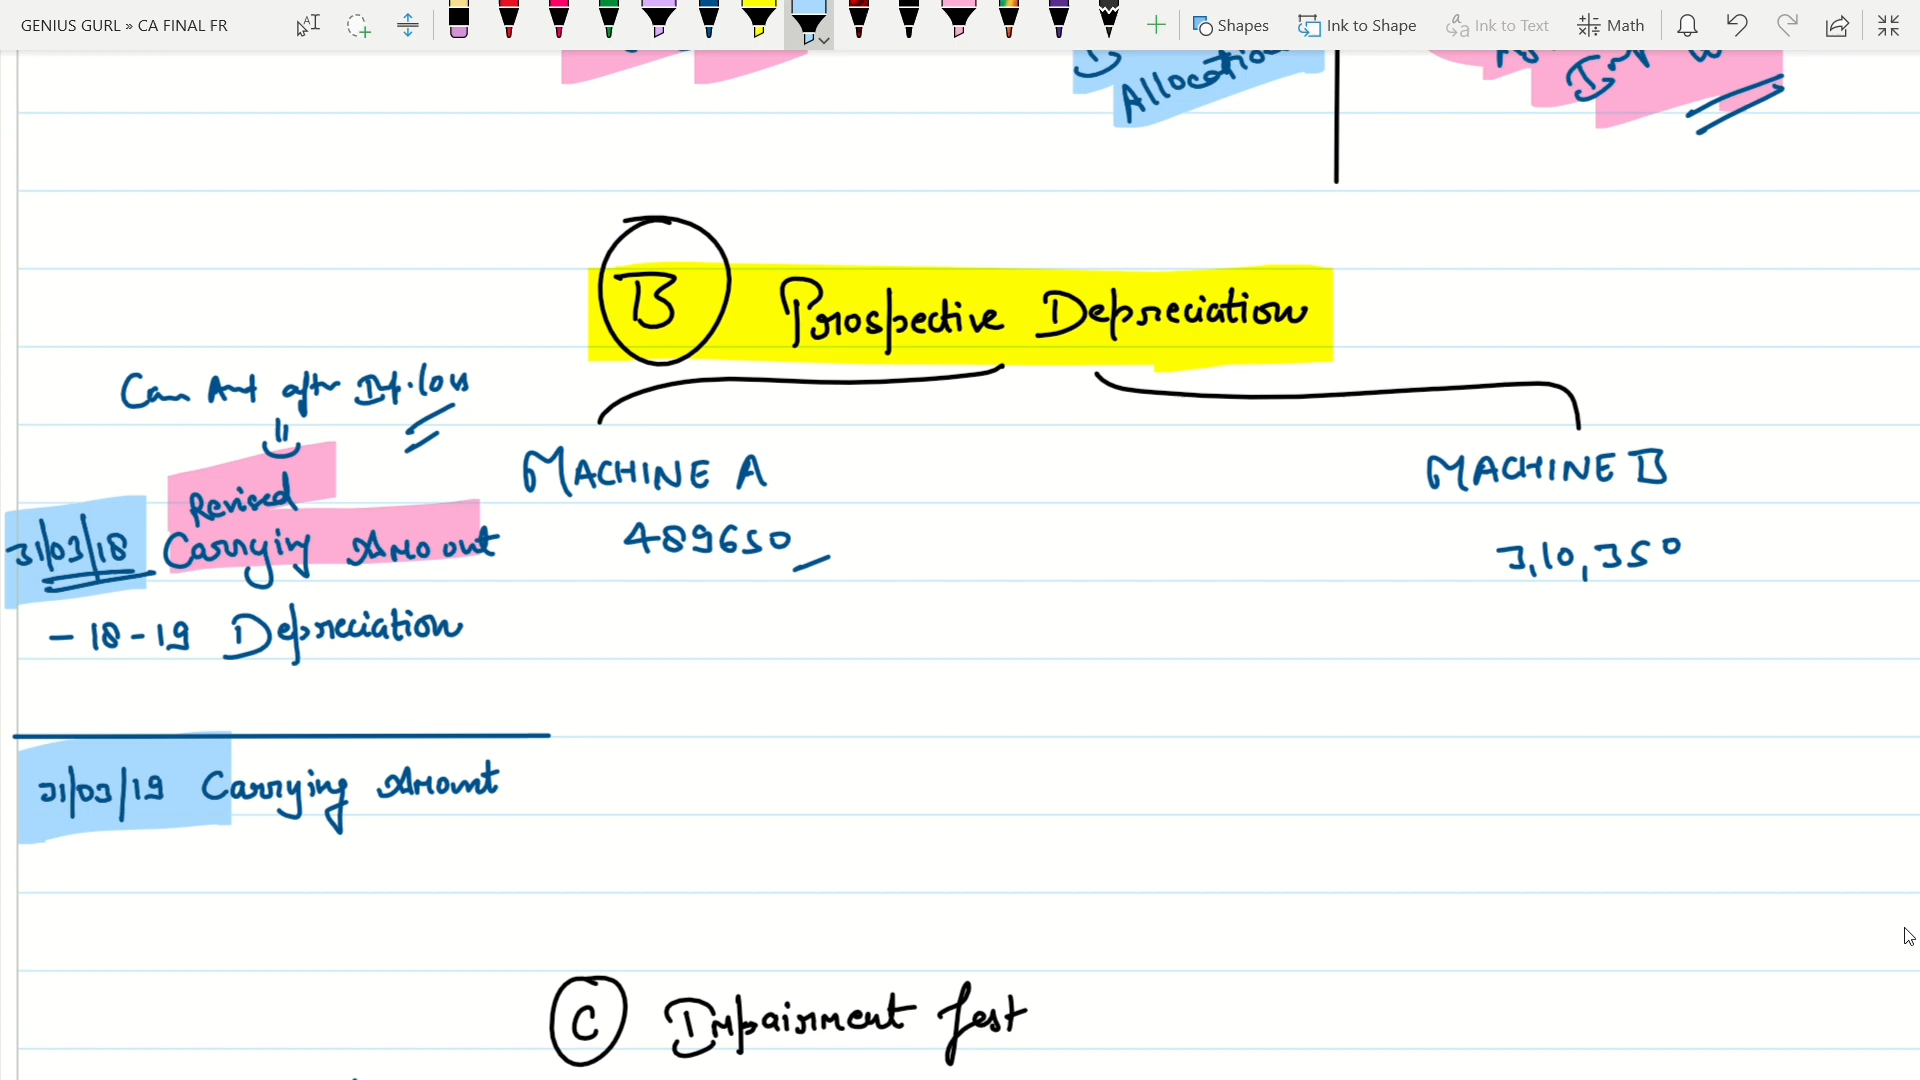 GENIUS GURL » CA FINAL FR
Shapes
Ink to Shape
Ink to Text
Math
Allocation
B Prospective Depreciation
Carr Amt after Imp. loss
Revised
MACHINE A
MACHINE B
31/03/18 Carrying Amount
489650
3,10,350
- 18-19 Depreciation
31/03/19 Carrying Amount
C Impairment Test